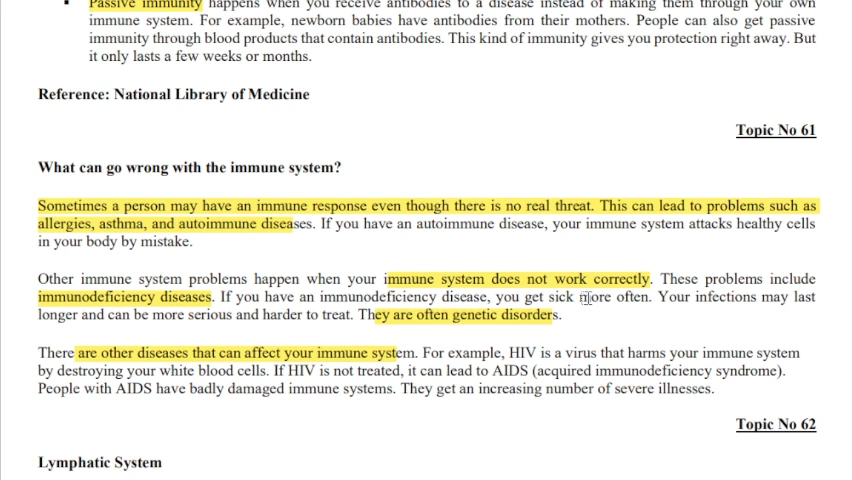 Passive immunity happens when you receive antibodies to a disease instead of making them through your own
immune system. For example, newborn babies have antibodies from their mothers. People can also get passive
immunity through blood products that contain antibodies. This kind of immunity gives you protection right away. But
it only lasts a few weeks or months.
Reference: National Library of Medicine
Topic No 61
What can go wrong with the immune system?
Sometimes a person may have an immune response even though there is no real threat. This can lead to problems such as
allergies, asthma, and autoimmune diseases. If you have an autoimmune disease, your immune system attacks healthy cells
in your body by mistake.
Other immune system problems happen when your immune system does not work correctly. These problems include
immunodeficiency diseases. If you have an immunodeficiency disease, you get sick more often. Your infections may last
longer and can be more serious and harder to treat. They are often genetic disorders.
There are other diseases that can affect your immune system. For example, HIV is a virus that harms your immune system
by destroying your white blood cells. If HIV is not treated, it can lead to AIDS (acquired immunodeficiency syndrome).
People with AIDS have badly damaged immune systems. They get an increasing number of severe illnesses.
Topic No 62
Lymphatic System